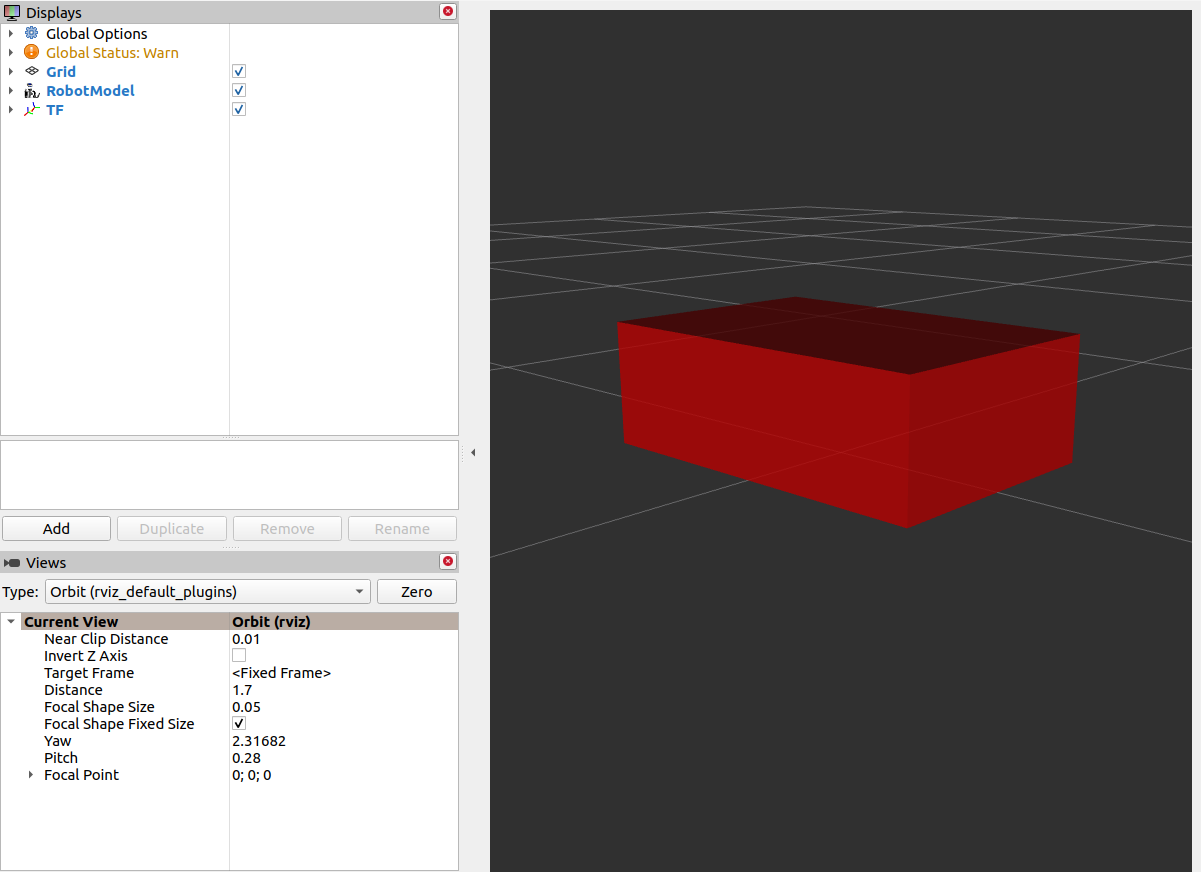 Displays
Global Options
Global Status: Warn
Grid
RobotModel
TF
Add Duplicate Remove Rename
Views
Type: Orbit (rviz_default_plugins) Zero
Current View Orbit (rviz)
Near Clip Distance 0.01
Invert Z Axis
Target Frame <Fixed Frame>
Distance 1.7
Focal Shape Size 0.05
Focal Shape Fixed Size
Yaw 2.31682
Pitch 0.28
Focal Point 0; 0; 0